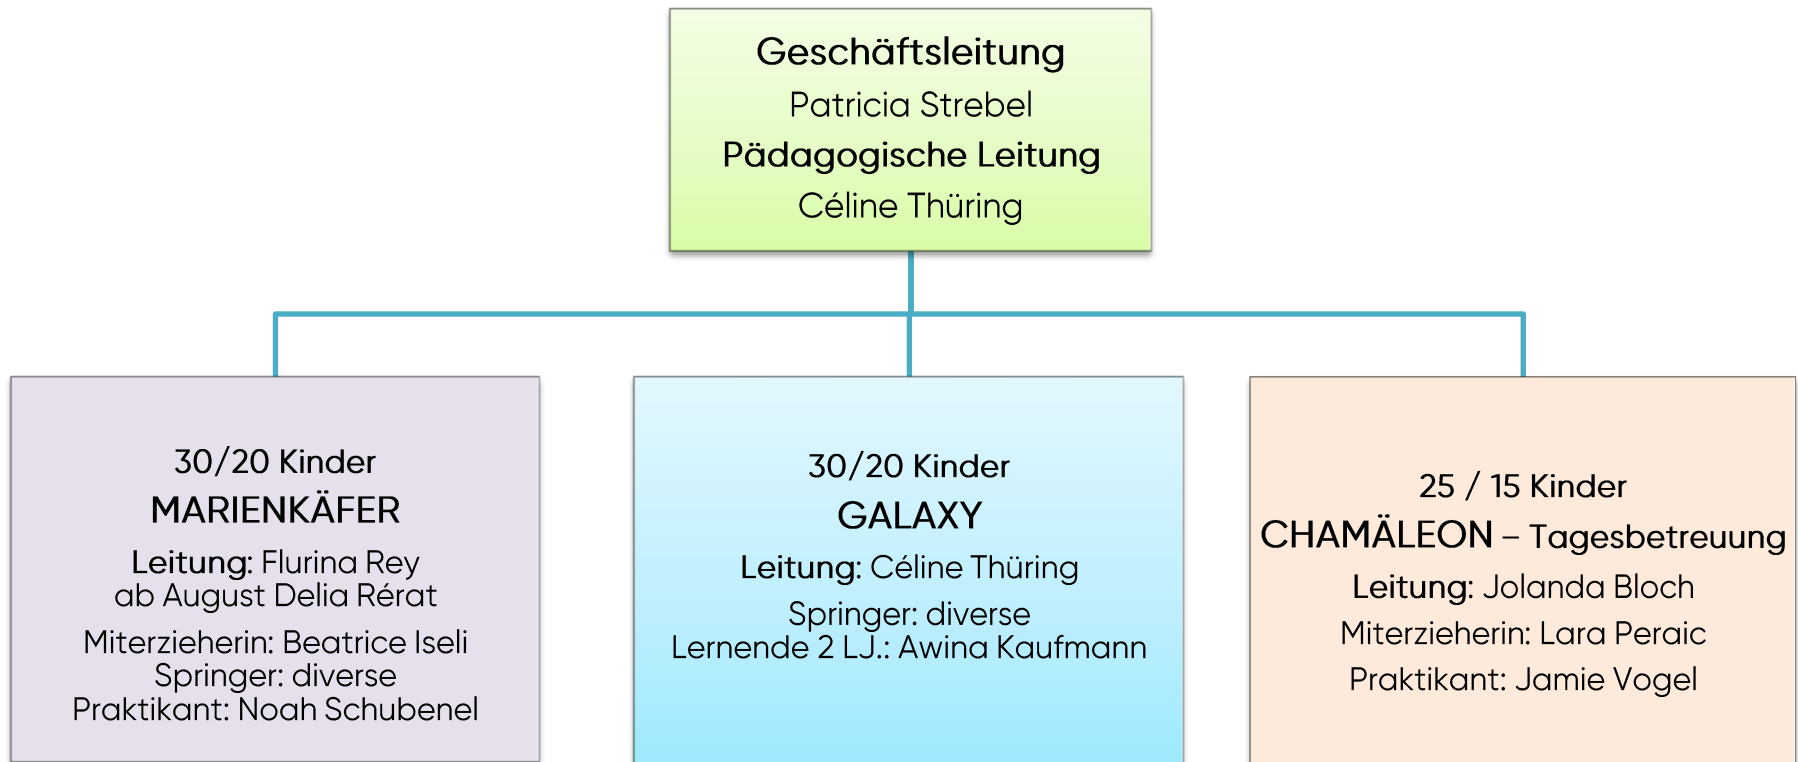 Geschäftsleitung
Patricia Strebel
Pädagogische Leitung
Céline Thüring
30/20 Kinder
MARIENKÄFER
Leitung: Flurina Rey
ab August Delia Rérat
Miterzieherin: Beatrice Iseli
Springer: diverse
Praktikant: Noah Schubenel
30/20 Kinder
GALAXY
Leitung: Céline Thüring
Springer: diverse
Lernende 2 LJ.: Awina Kaufmann
25 / 15 Kinder
CHAMÄLEON – Tagesbetreuung
Leitung: Jolanda Bloch
Miterzieherin: Lara Peraic
Praktikant: Jamie Vogel